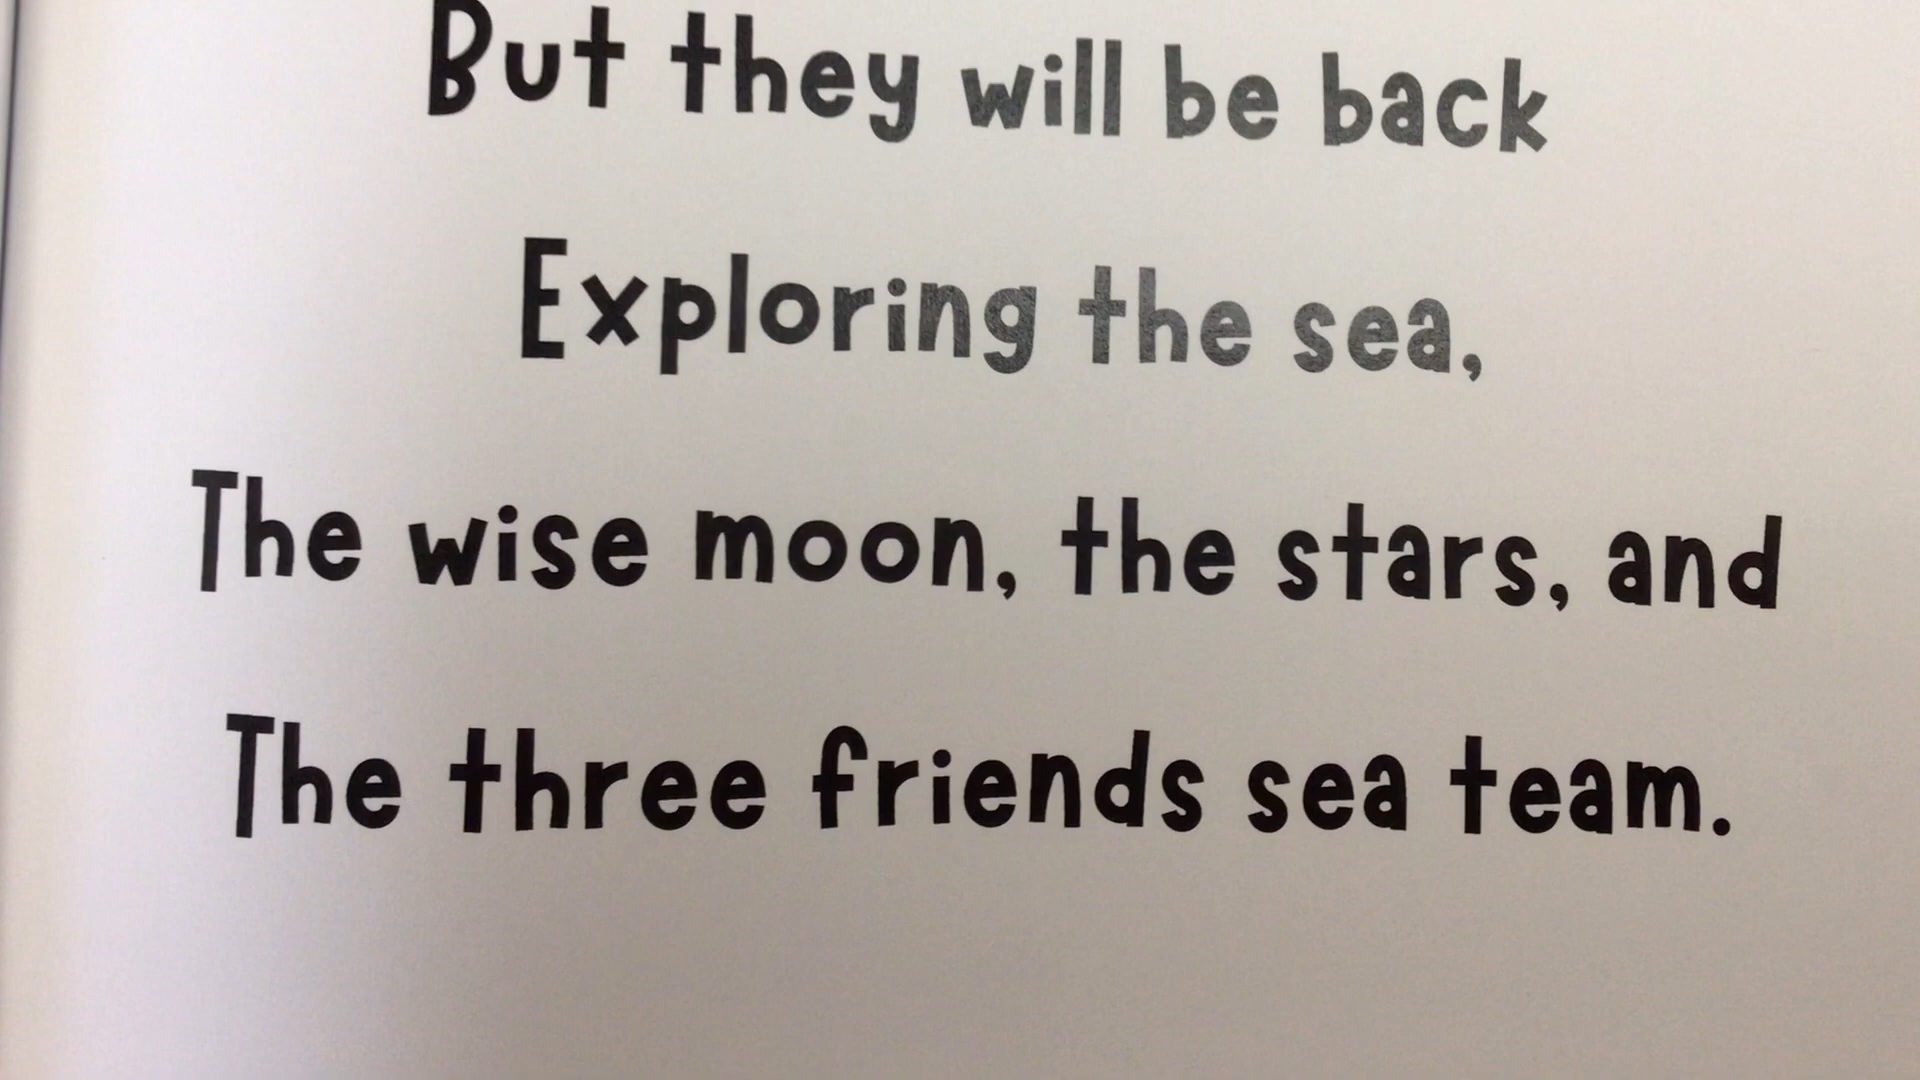 But they will be back
Exploring the sea,
The wise moon, the stars, and
The three friends sea team.